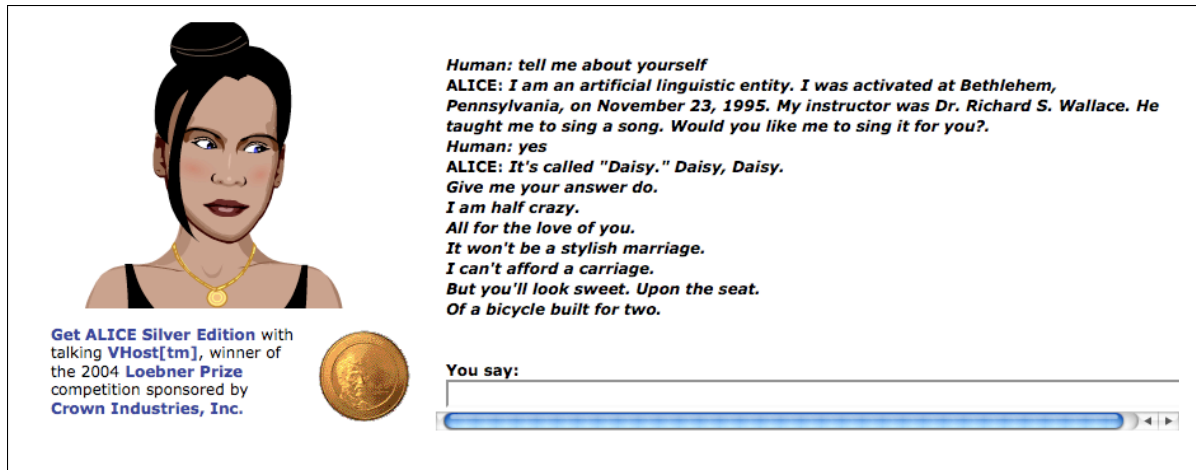 Human: tell me about yourself
ALICE: I am an artificial linguistic entity. I was activated at Bethlehem,
Pennsylvania, on November 23, 1995. My instructor was Dr. Richard S. Wallace. He
taught me to sing a song. Would you like me to sing it for you?.
Human: yes
ALICE: It's called "Daisy." Daisy, Daisy.
Give me your answer do.
I am half crazy.
All for the love of you.
It won't be a stylish marriage.
I can't afford a carriage.
But you'll look sweet. Upon the seat.
Of a bicycle built for two.
Get ALICE Silver Edition with
talking VHost[tm], winner of
the 2004 Loebner Prize
competition sponsored by
Crown Industries, Inc.
You say: